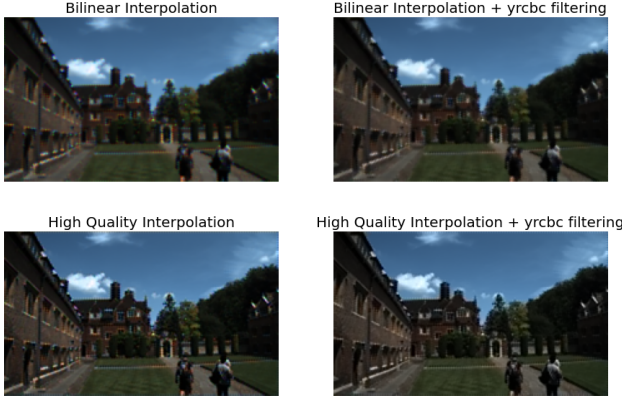 Bilinear Interpolation
Bilinear Interpolation + yrcbc filtering
High Quality Interpolation
High Quality Interpolation + yrcbc filtering